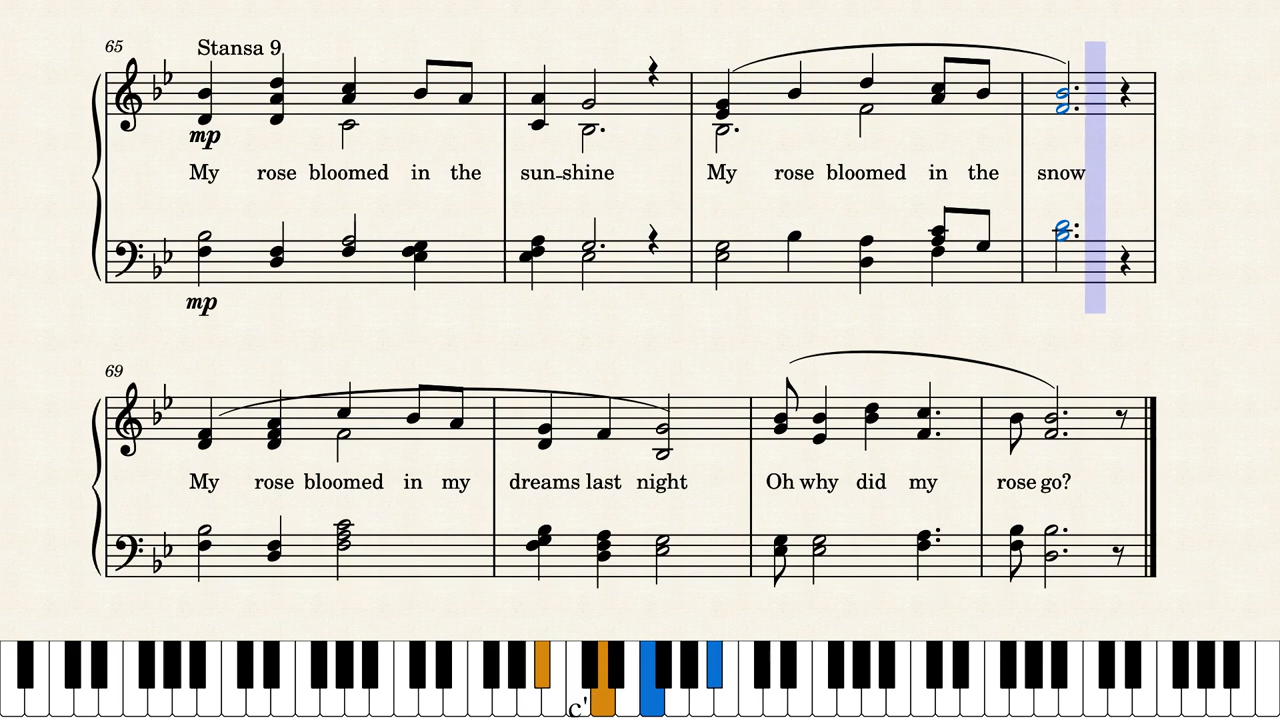 65 Stansa 9
mp
My rose bloomed in the sun-shine My rose bloomed in the snow
mp
69
My rose bloomed in my dreams last night Oh why did my rose go?
c'